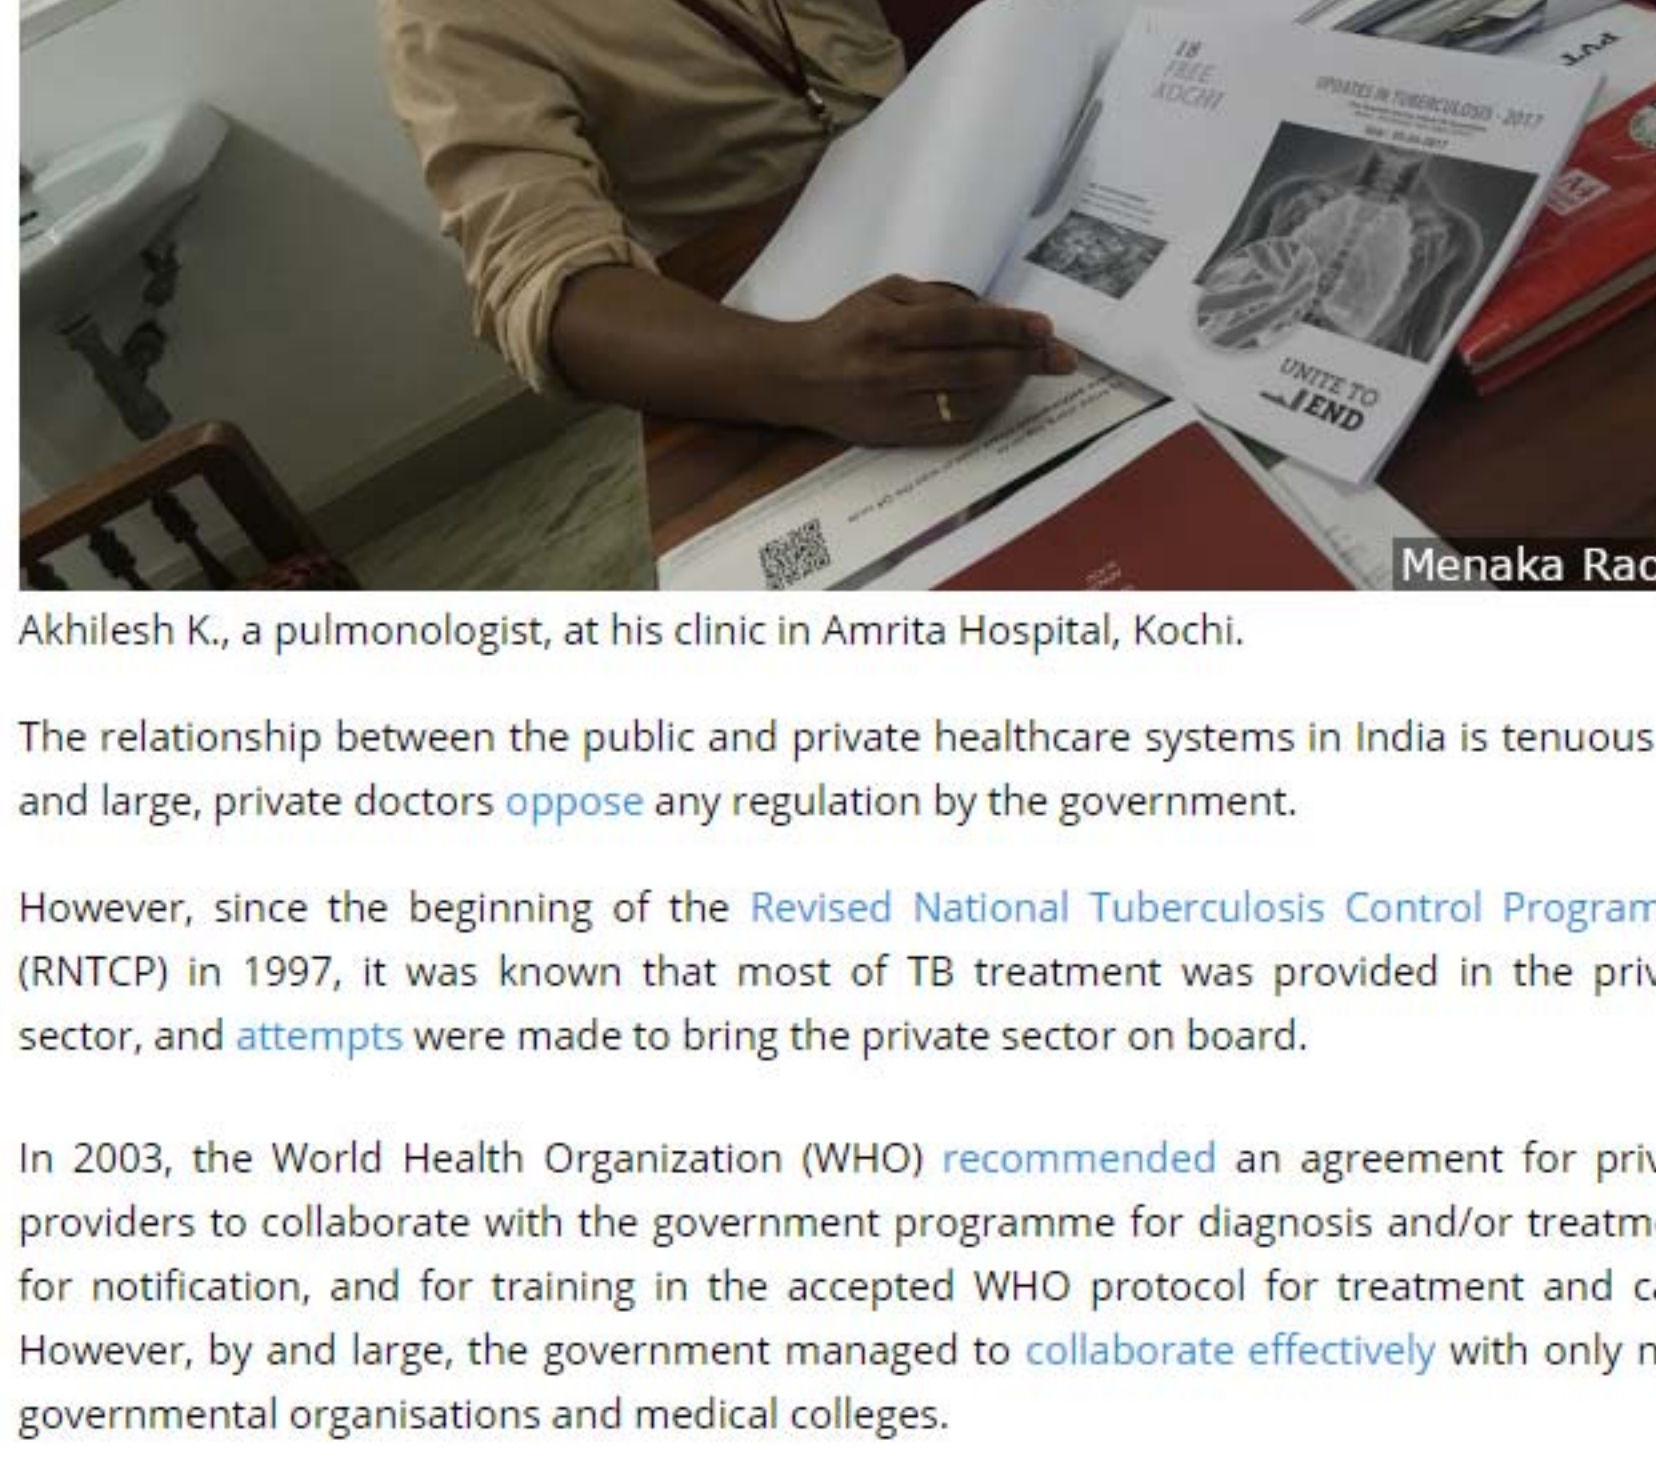 FREE
KOCHI
UPDATES IN TUBERCULOSIS - 2017
PVT
UNITE TO
END
Menaka Rao
Akhilesh K., a pulmonologist, at his clinic in Amrita Hospital, Kochi.
The relationship between the public and private healthcare systems in India is tenuous
and large, private doctors oppose any regulation by the government.
However, since the beginning of the Revised National Tuberculosis Control Program
(RNTCP) in 1997, it was known that most of TB treatment was provided in the priv
sector, and attempts were made to bring the private sector on board.
In 2003, the World Health Organization (WHO) recommended an agreement for priv
providers to collaborate with the government programme for diagnosis and/or treatm
for notification, and for training in the accepted WHO protocol for treatment and ca
However, by and large, the government managed to collaborate effectively with only n
governmental organisations and medical colleges.